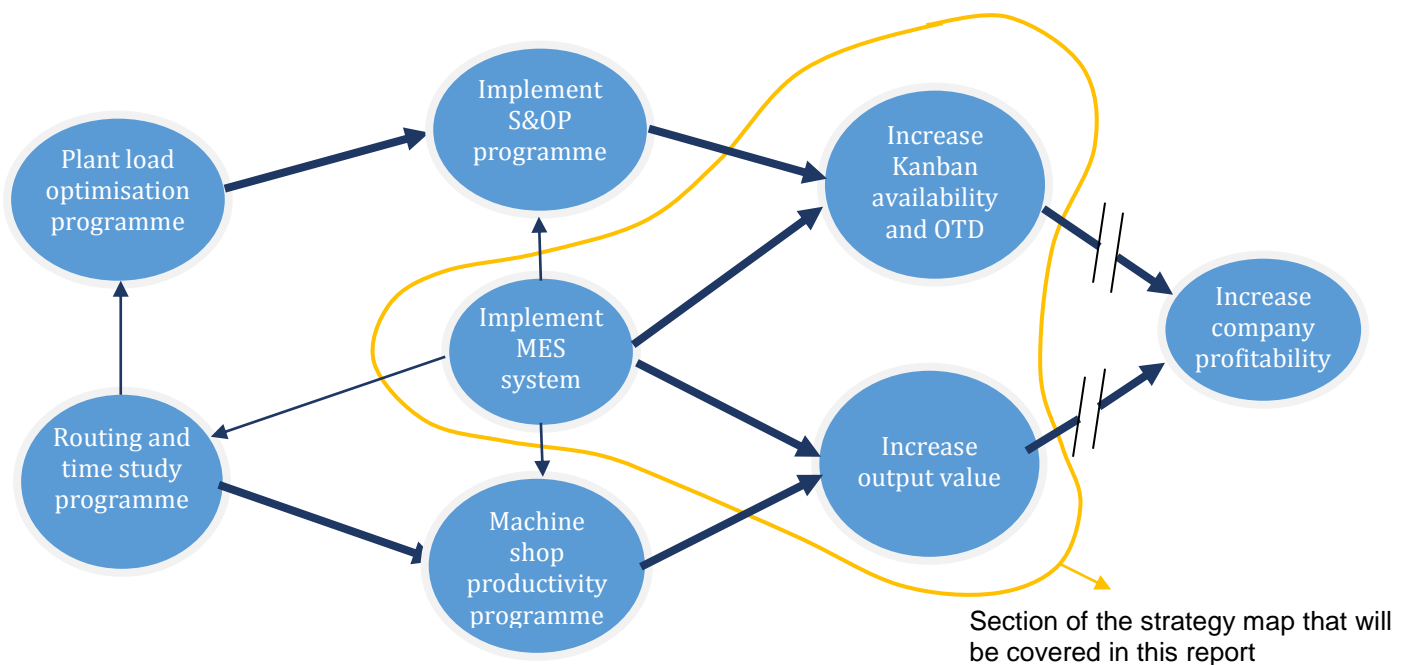 Implement
S&OP
programme
Plant load
optimisation
programme
Increase
Kanban
availability
and OTD
Implement
MES
system
Increase
company
profitability
Routing and
time study
programme
Increase
output value
Machine
shop
productivity
programme
Section of the strategy map that will
be covered in this report